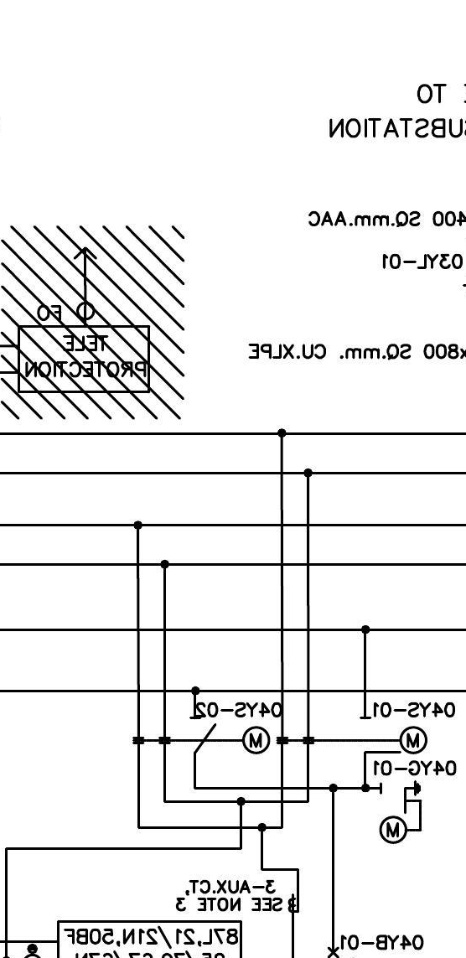 TO
SUBSTATION
400 SQ.mm.AAC
03YL-01
x800 SQ.mm. CU.XLPE
FO
TELE
PROTECTION
04YS-02
04YS-01
M
M
04YG-01
M
3-AUX.CT,
SEE NOTE 3
3
87L,21/21N,50BF
04YB-01